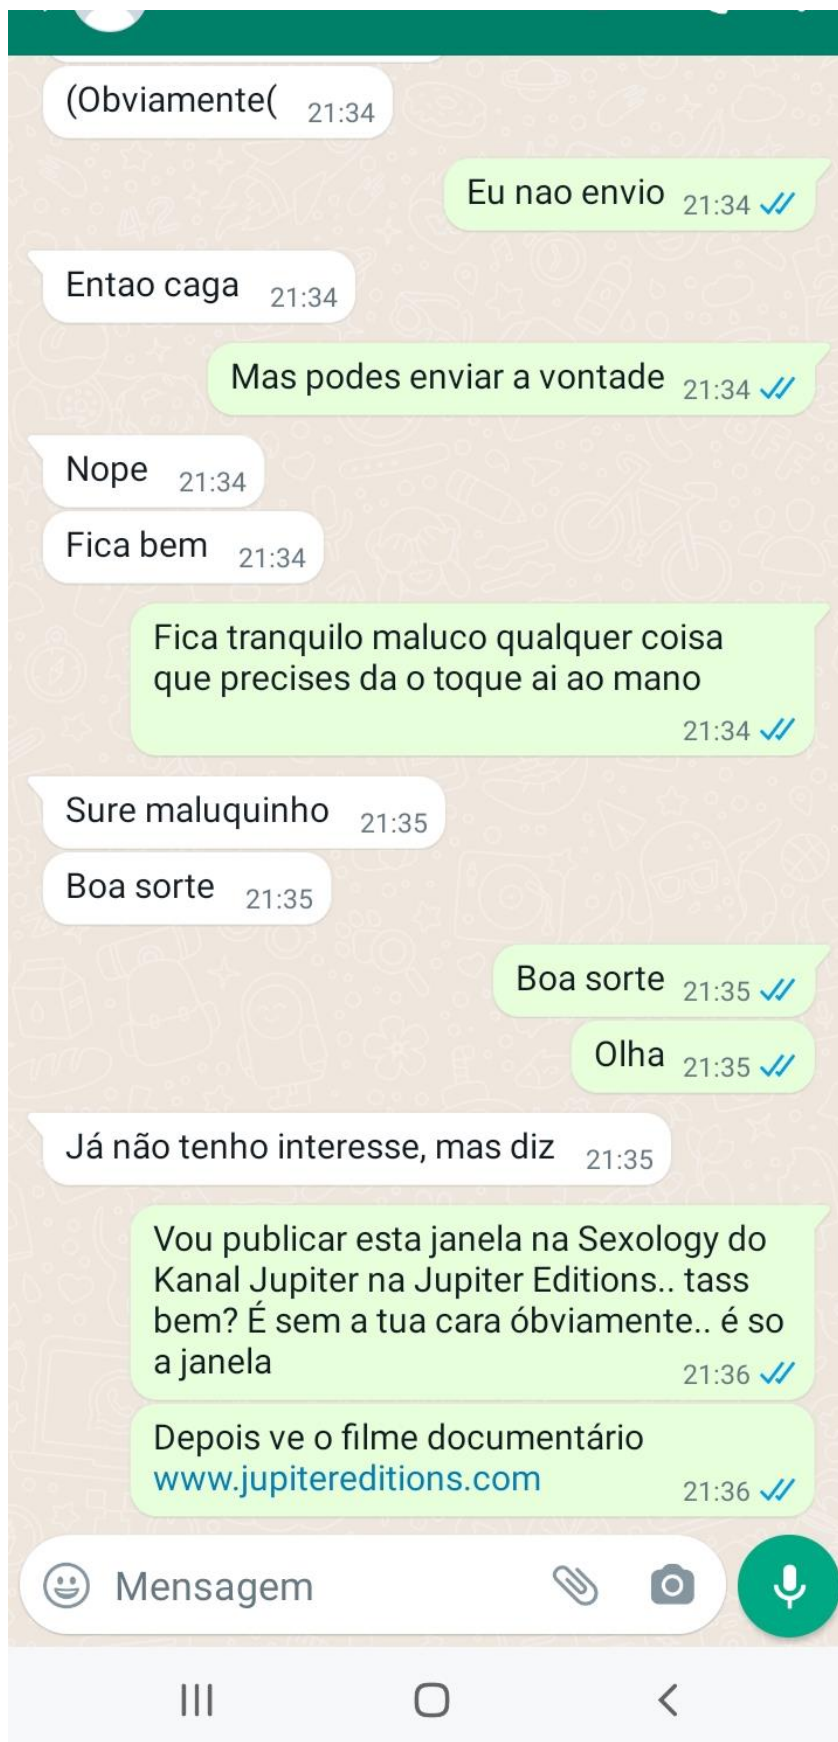 (Obviamente( 21:34
Eu nao envio 21:34
Entao caga 21:34
Mas podes enviar a vontade 21:34
Nope 21:34
Fica bem 21:34
Fica tranquilo maluco qualquer coisa
que precises da o toque ai ao mano
21:34
Sure maluquinho 21:35
Boa sorte 21:35
Boa sorte 21:35
Olha 21:35
Já não tenho interesse, mas diz 21:35
Vou publicar esta janela na Sexology do
Kanal Jupiter na Jupiter Editions.. tass
bem? É sem a tua cara óbviamente.. é so
a janela 21:36
Depois ve o filme documentário
www.jupitereditions.com 21:36
Mensagem